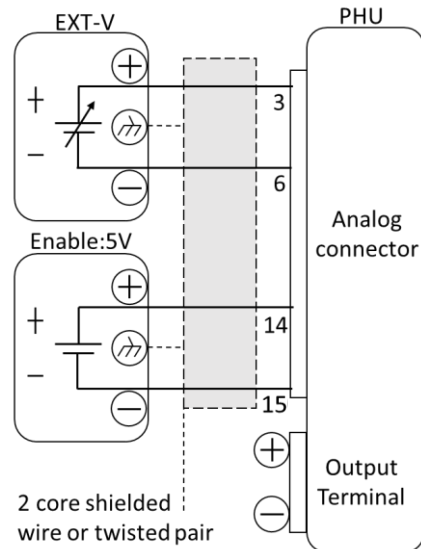 EXT-V
PHU
+
3
−
6
Analog
connector
Enable:5V
+
14
−
15
Output
Terminal
2 core shielded
wire or twisted pair